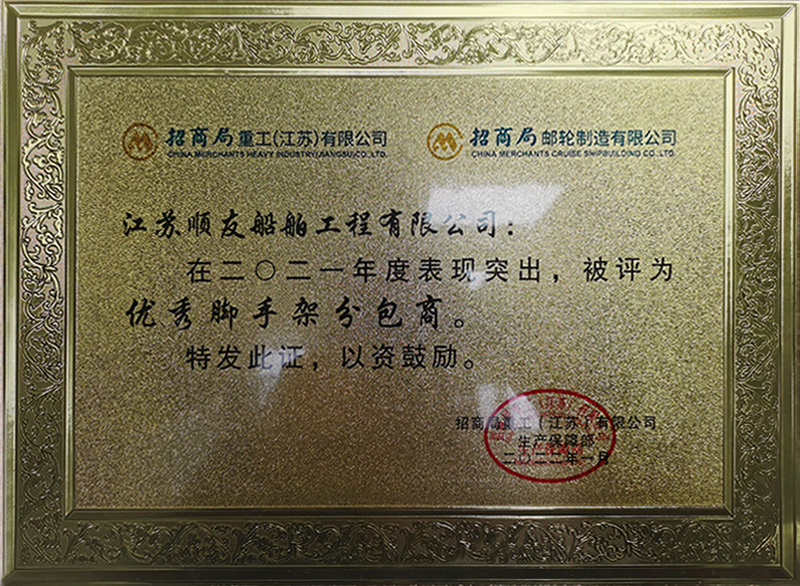 招商局重工(江苏)有限公司 招商局邮轮制造有限公司
CHINA MERCHANTS HEAVY INDUSTRY(JIANGSU)CO.,LTD. CHINA MERCHANTS CRUISE SHIPBUILDING CO.,LTD.
江苏顺友船舶工程有限公司：
在二〇二一年度表现突出，被评为
优秀脚手架分包商。
特发此证，以资鼓励。
招商局重工（江苏）有限公司
生产保障部
二〇二二年一月